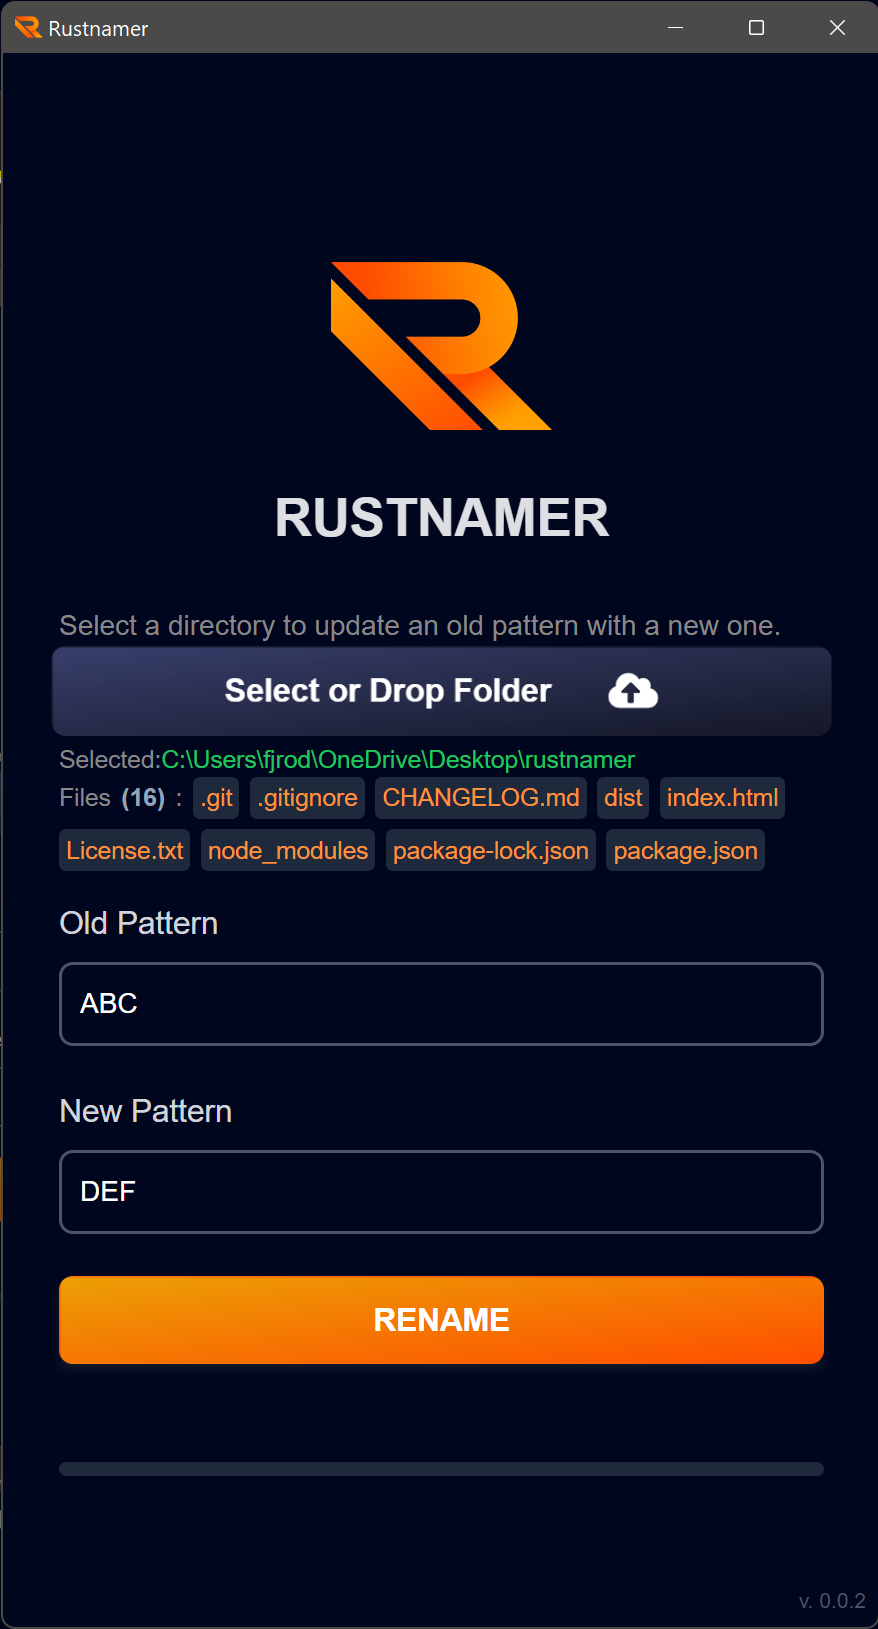 Rustnamer
RUSTNAMER
Select a directory to update an old pattern with a new one.
Select or Drop Folder
Selected:C:\Users\fjrod\OneDrive\Desktop\rustnamer
Files (16) : .git .gitignore CHANGELOG.md dist index.html
License.txt node_modules package-lock.json package.json
Old Pattern
ABC
New Pattern
DEF
RENAME
v. 0.0.2